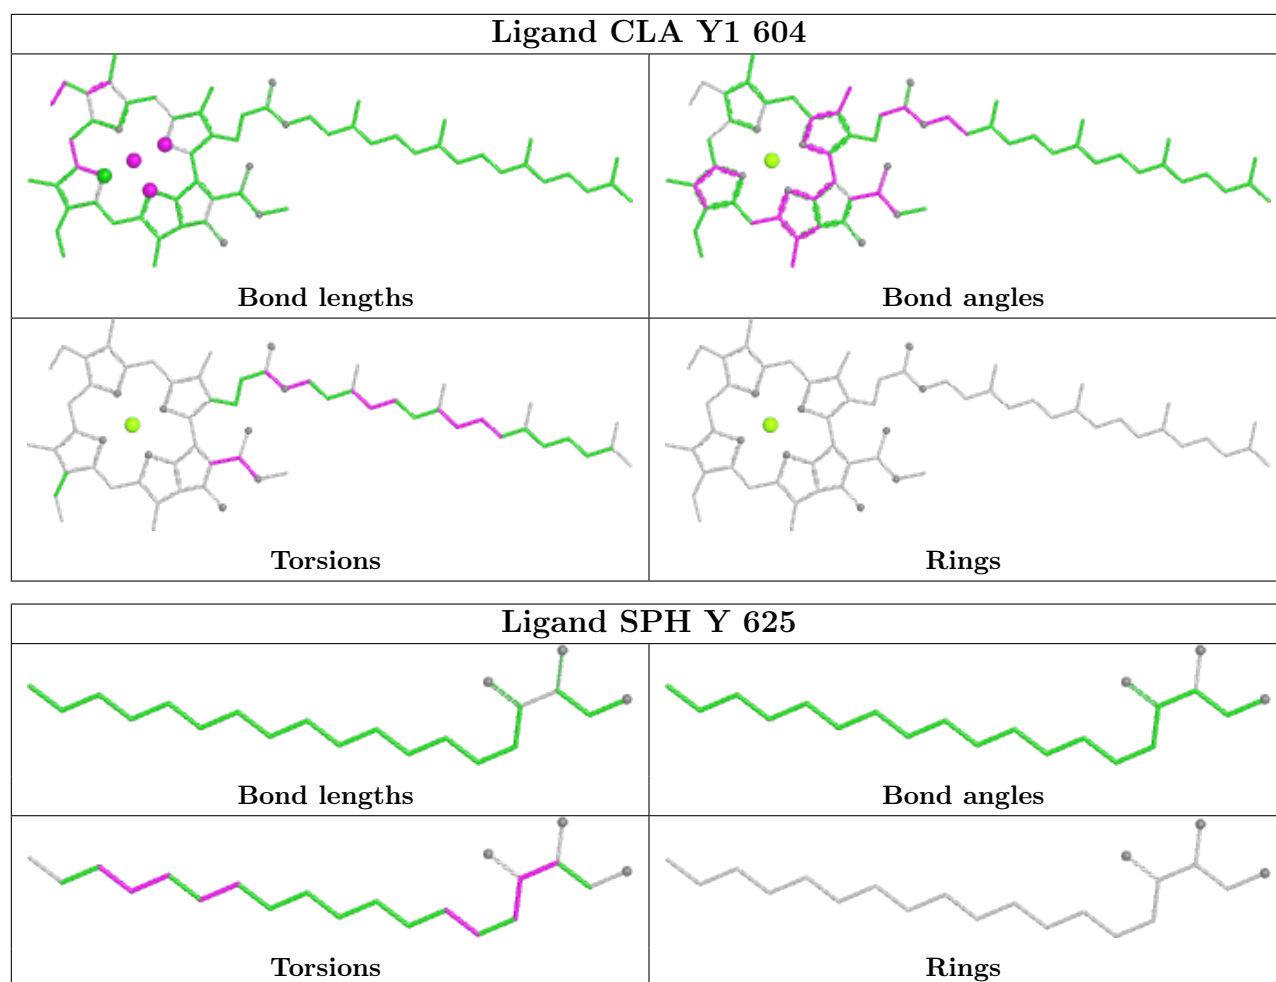 Ligand CLA Y1 604
Bond lengths
Bond angles
Torsions
Rings
Ligand SPH Y 625
Bond lengths
Bond angles
Torsions
Rings